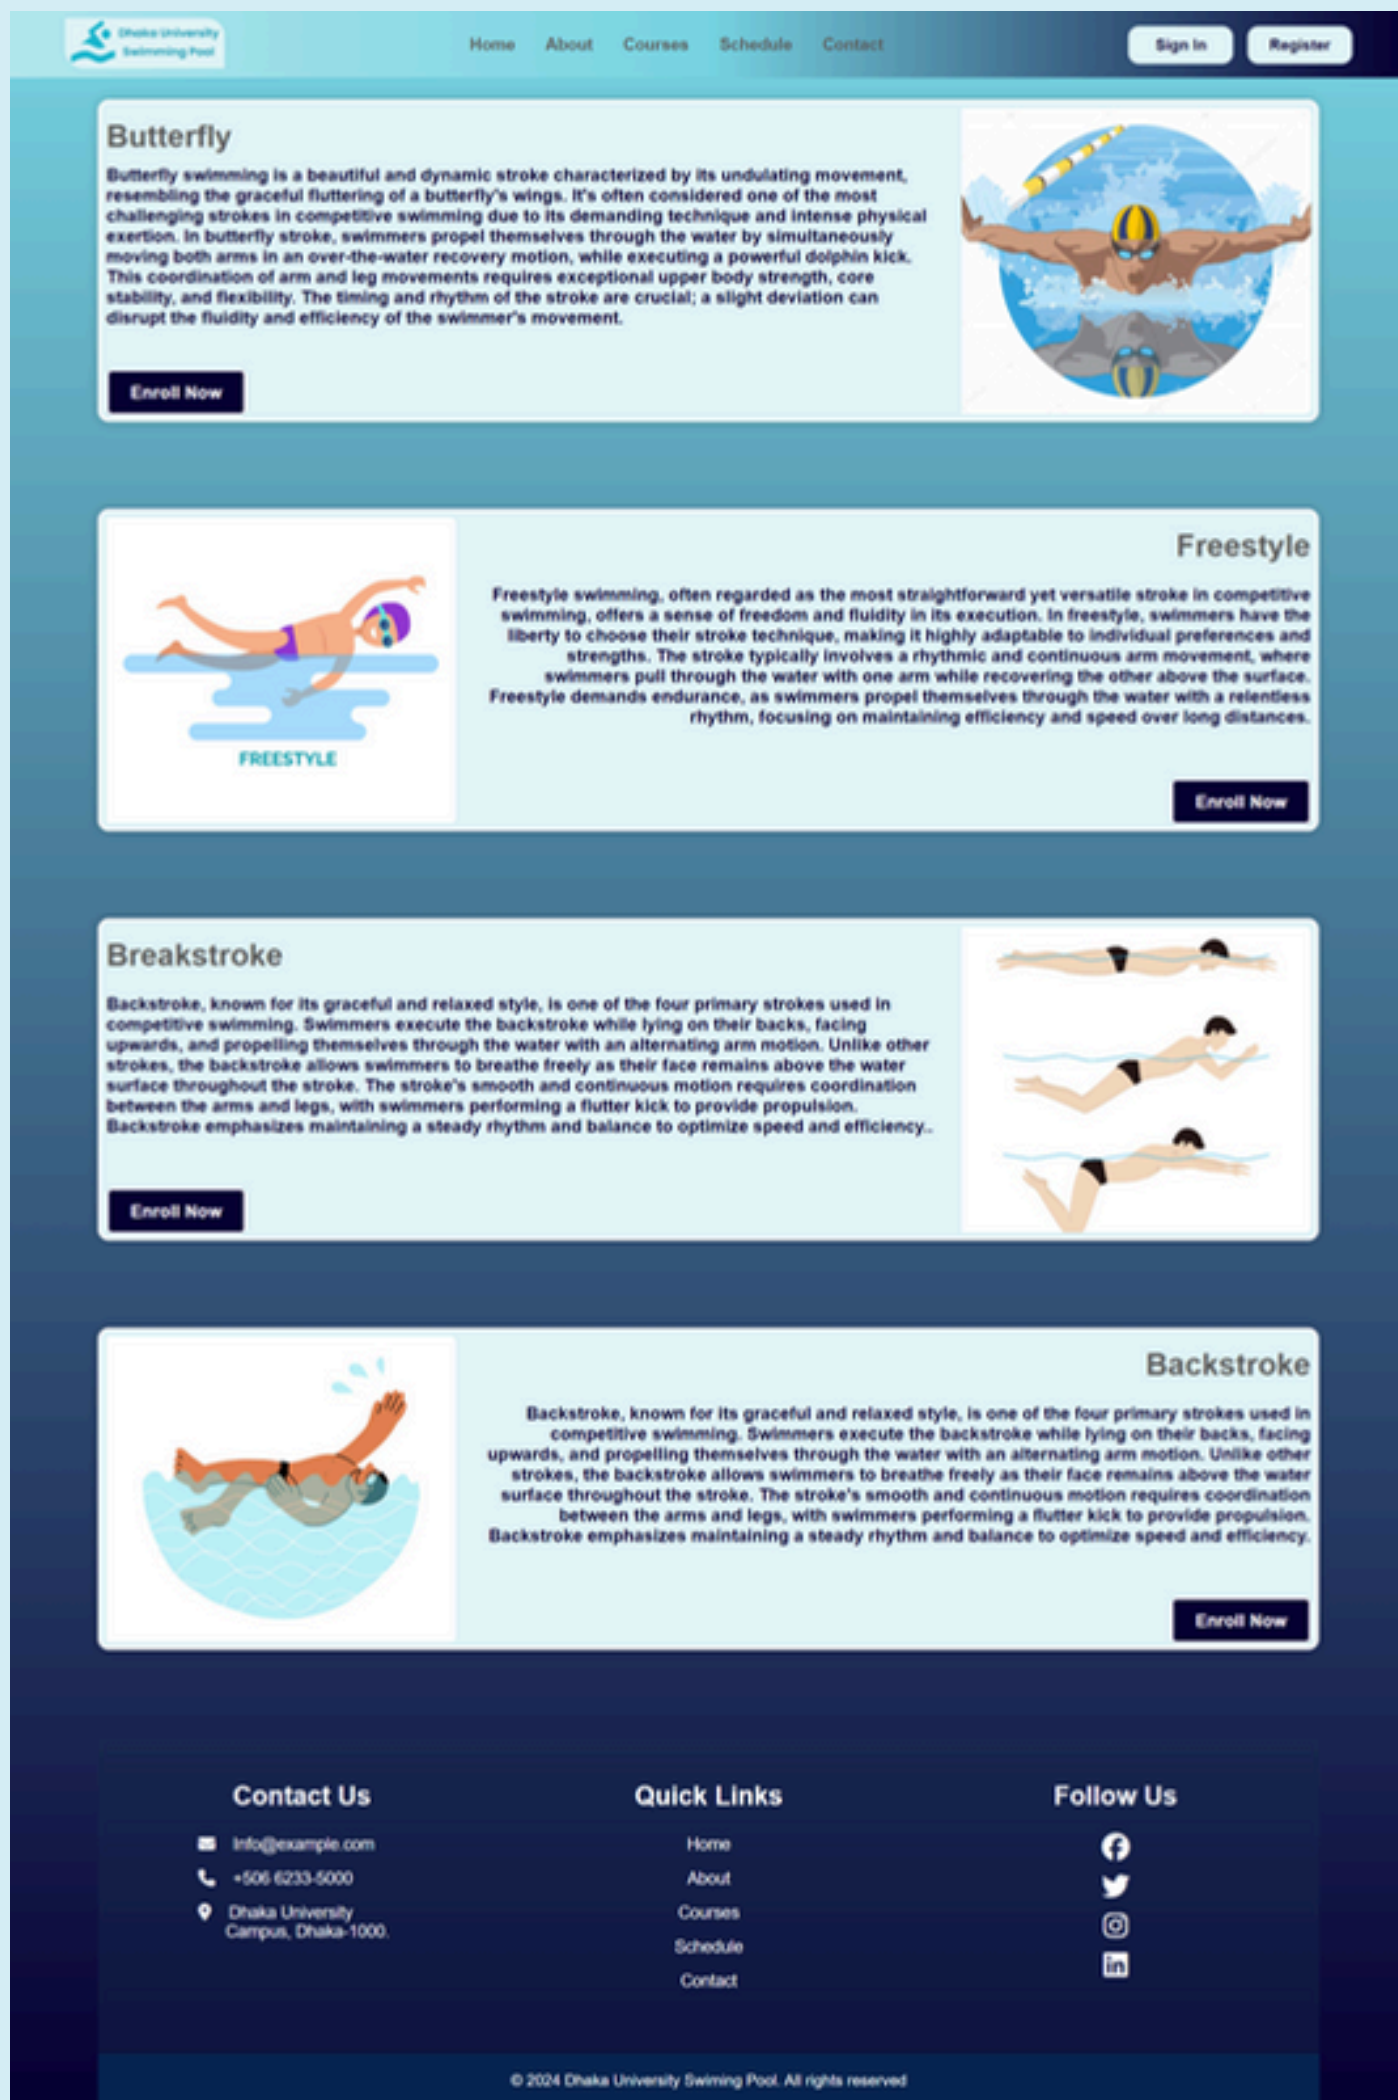 Dhaka University
Swimming Pool
Home About Courses Schedule Contact
Sign In Register
Butterfly
Butterfly swimming is a beautiful and dynamic stroke characterized by its undulating movement,
resembling the graceful fluttering of a butterfly's wings. It's often considered one of the most
challenging strokes in competitive swimming due to its demanding technique and intense physical
exertion. In butterfly stroke, swimmers propel themselves through the water by simultaneously
moving both arms in an over-the-water recovery motion, while executing a powerful dolphin kick.
This coordination of arm and leg movements requires exceptional upper body strength, core
stability, and flexibility. The timing and rhythm of the stroke are crucial; a slight deviation can
disrupt the fluidity and efficiency of the swimmer's movement.
Enroll Now
Freestyle
Freestyle swimming, often regarded as the most straightforward yet versatile stroke in competitive
swimming, offers a sense of freedom and fluidity in its execution. In freestyle, swimmers have the
liberty to choose their stroke technique, making it highly adaptable to individual preferences and
strengths. The stroke typically involves a rhythmic and continuous arm movement, where
swimmers pull through the water with one arm while recovering the other above the surface.
Freestyle demands endurance, as swimmers propel themselves through the water with a relentless
rhythm, focusing on maintaining efficiency and speed over long distances.
FREESTYLE
Enroll Now
Breakstroke
Backstroke, known for its graceful and relaxed style, is one of the four primary strokes used in
competitive swimming. Swimmers execute the backstroke while lying on their backs, facing
upwards, and propelling themselves through the water with an alternating arm motion. Unlike other
strokes, the backstroke allows swimmers to breathe freely as their face remains above the water
surface throughout the stroke. The stroke's smooth and continuous motion requires coordination
between the arms and legs, with swimmers performing a flutter kick to provide propulsion.
Backstroke emphasizes maintaining a steady rhythm and balance to optimize speed and efficiency..
Enroll Now
Backstroke
Backstroke, known for its graceful and relaxed style, is one of the four primary strokes used in
competitive swimming. Swimmers execute the backstroke while lying on their backs, facing
upwards, and propelling themselves through the water with an alternating arm motion. Unlike other
strokes, the backstroke allows swimmers to breathe freely as their face remains above the water
surface throughout the stroke. The stroke's smooth and continuous motion requires coordination
between the arms and legs, with swimmers performing a flutter kick to provide propulsion.
Backstroke emphasizes maintaining a steady rhythm and balance to optimize speed and efficiency.
Enroll Now
Contact Us
Info@example.com
+506 6233-5000
Dhaka University
Campus, Dhaka-1000.
Quick Links
Home
About
Courses
Schedule
Contact
Follow Us
© 2024 Dhaka University Swiming Pool. All rights reserved